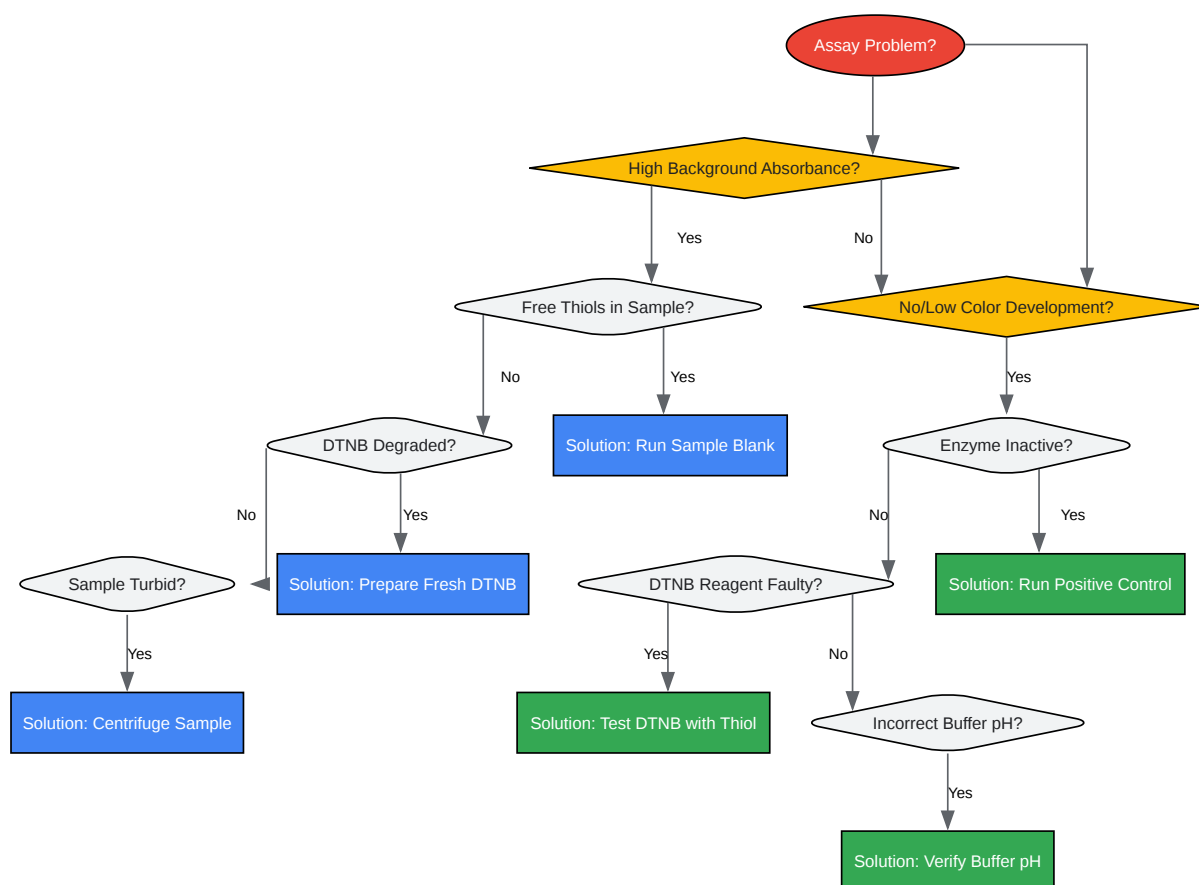 Assay Problem?
High Background Absorbance?
Yes
No
Free Thiols in Sample?
No/Low Color Development?
No
Yes
Yes
DTNB Degraded?
Solution: Run Sample Blank
Enzyme Inactive?
No
Yes
No
Yes
Sample Turbid?
Solution: Prepare Fresh DTNB
DTNB Reagent Faulty?
Solution: Run Positive Control
Yes
Yes
No
Solution: Centrifuge Sample
Solution: Test DTNB with Thiol
Incorrect Buffer pH?
Yes
Solution: Verify Buffer pH